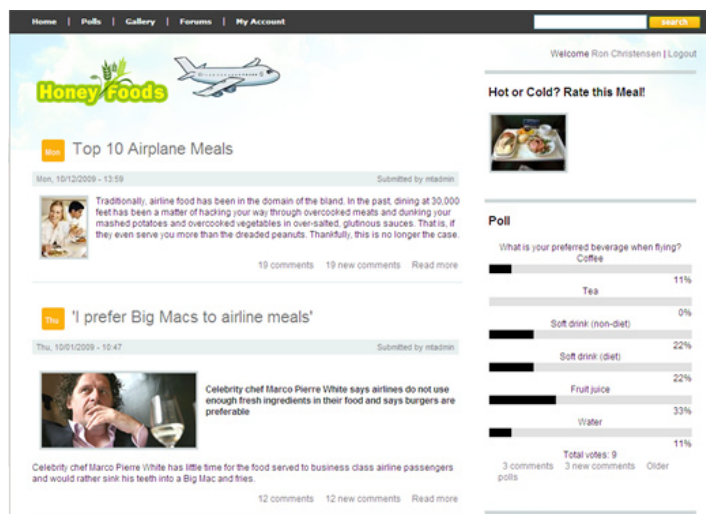 Home | Polls | Gallery | Forums | My Account
search
Welcome Ron Christensen | Logout
Honey Foods
Mon
Top 10 Airplane Meals
Mon, 10/12/2009 - 13:59
Submitted by mtadmin
Traditionally, airline food has been in the domain of the bland. In the past, dining at 30,000
feet has been a matter of hacking your way through overcooked meats and dunking your
mashed potatoes and overcooked vegetables in over-salted, glutinous sauces. That is, if
they even serve you more than the dreaded peanuts. Thankfully, this is no longer the case.
19 comments 19 new comments Read more
Thu
'I prefer Big Macs to airline meals'
Thu, 10/01/2009 - 10:47
Submitted by mtadmin
Celebrity chef Marco Pierre White says airlines do not use
enough fresh ingredients in their food and says burgers are
preferable
Celebrity chef Marco Pierre White has little time for the food served to business class airline passengers
and would rather sink his teeth into a Big Mac and fries.
12 comments 12 new comments Read more
Hot or Cold? Rate this Meal!
Poll
What is your preferred beverage when flying?
Coffee
11%
Tea
0%
Soft drink (non-diet)
22%
Soft drink (diet)
22%
Fruit juice
33%
Water
11%
Total votes: 9
3 comments 3 new comments Older
polls